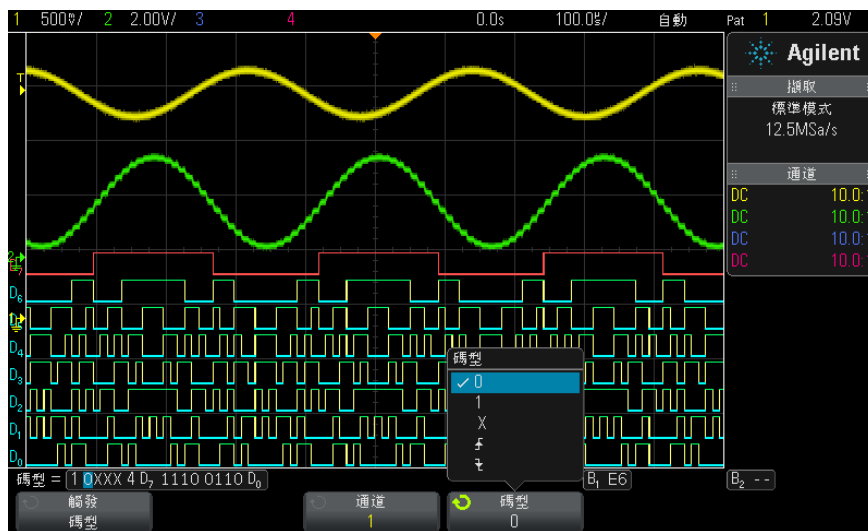 1 500㎷/ 2 2.00V/ 3 4 0.0s 100.0㎲/ 自動 Pat 1 2.09V
Agilent
擷取
標準模式
12.5MSa/s
通道
DC 10.0:1
DC 10.0:1
DC 10.0:1
DC 10.0:1
T
2
D7
D6
D4
D3
D2
D1
D0
碼型
✓ 0
1
X
碼型 = 1 0XXX 4 D7 1110 0110 D0
B1 E6
B2 --
觸發
碼型
通道
1
碼型
0